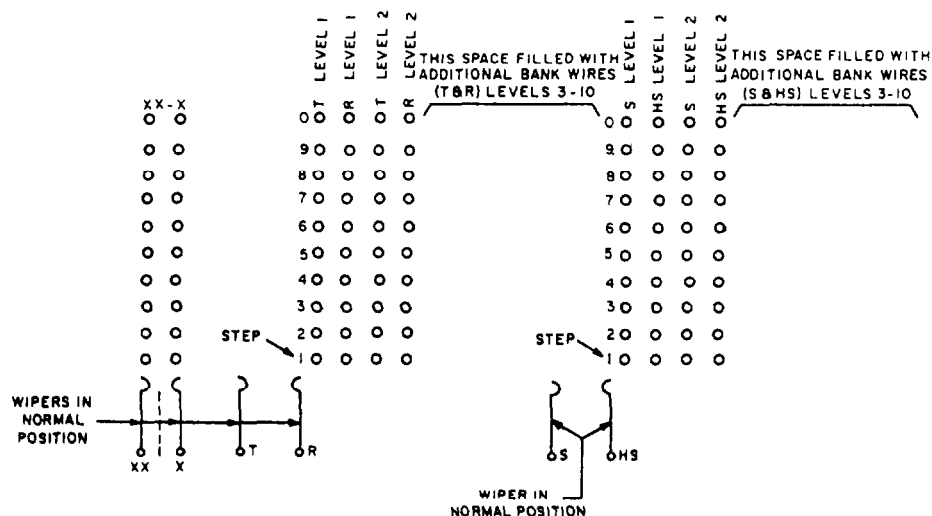 LEVEL 1
LEVEL 1
LEVEL 2
LEVEL 2
THIS SPACE FILLED WITH
ADDITIONAL BANK WIRES
(T&R) LEVELS 3-10
LEVEL 1
LEVEL 1
LEVEL 2
LEVEL 2
THIS SPACE FILLED WITH
ADDITIONAL BANK WIRES
(S&HS) LEVELS 3-10
XX-X
T R T R
S HS S HS
0 0
9 9
8 8
7 7
6 6
5 5
4 4
3 3
2 2
STEP 1 STEP 1
WIPERS IN
NORMAL
POSITION
XX X T R S HS
WIPER IN
NORMAL POSITION